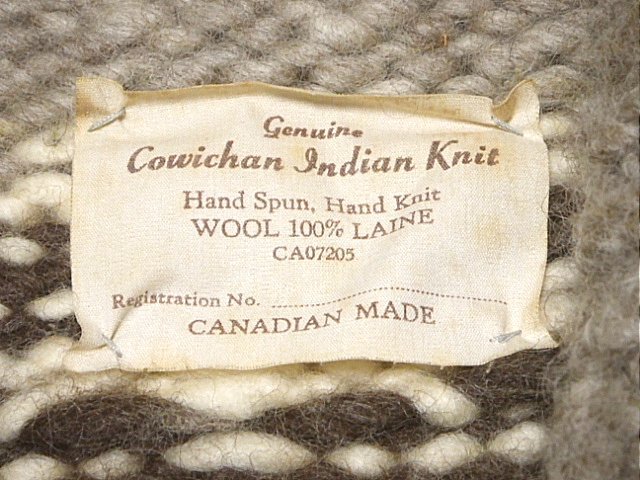 Genuine
Cowichan Indian Knit
Hand Spun, Hand Knit
WOOL 100% LAINE
CA07205
Registration No. ................................
CANADIAN MADE